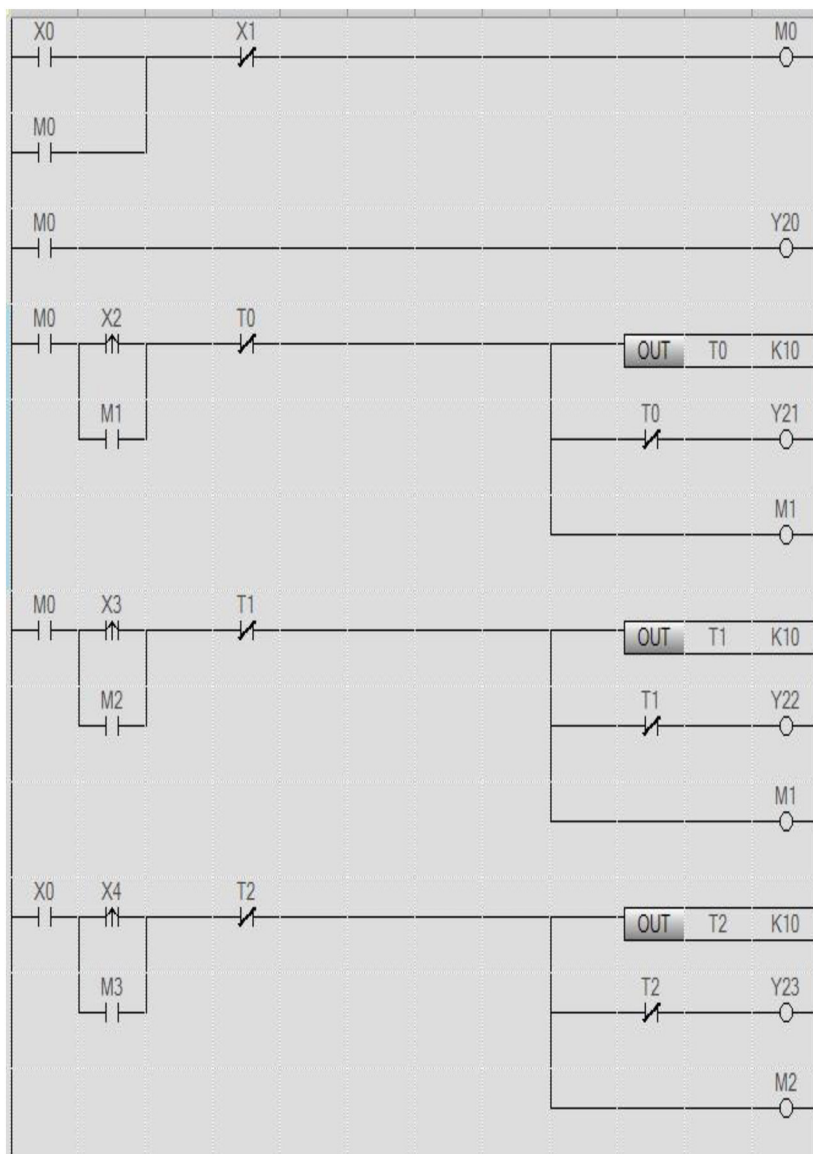 X0 X1 M0
M0
M0 Y20
M0 X2 T0
OUT T0 K10
M1 T0 Y21
M1
M0 X3 T1
OUT T1 K10
M2 T1 Y22
M1
X0 X4 T2
OUT T2 K10
M3 T2 Y23
M2